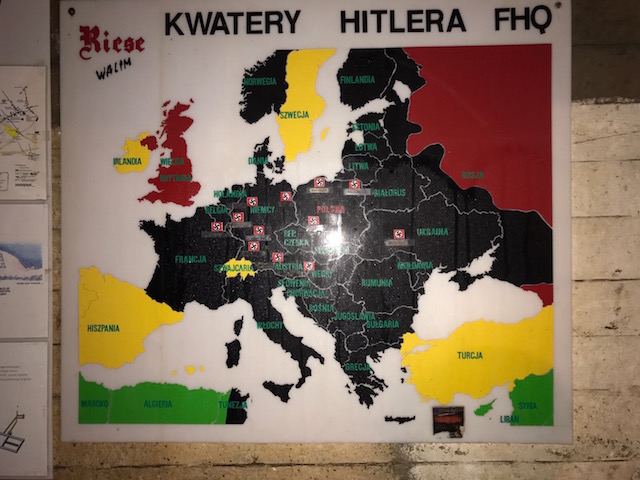 KWATERY HITLERA FHQ
Riese
WALIM
NORWEGIA
FINLANDIA
SZWECJA
ESTONIA
ŁOTWA
LITWA
DANIA
IRLANDIA
WIELKA
BRYTANIA
ROSJA
BIAŁORUŚ
HOLANDIA
BELGIA
NIEMCY
POLSKA
UKRAINA
REP.
CZESKA
FRANCJA
SZWAJCARIA
AUSTRIA
WĘGRY
MOŁDAWIA
SŁOWENIA
CHORWACJA
RUMUNIA
BOŚNIA
JUGOSŁAWIA
BUŁGARIA
WŁOCHY
HISZPANIA
GRECJA
TURCJA
MAROKO
ALGIERIA
TUNEZJA
SYRIA
LIBAN